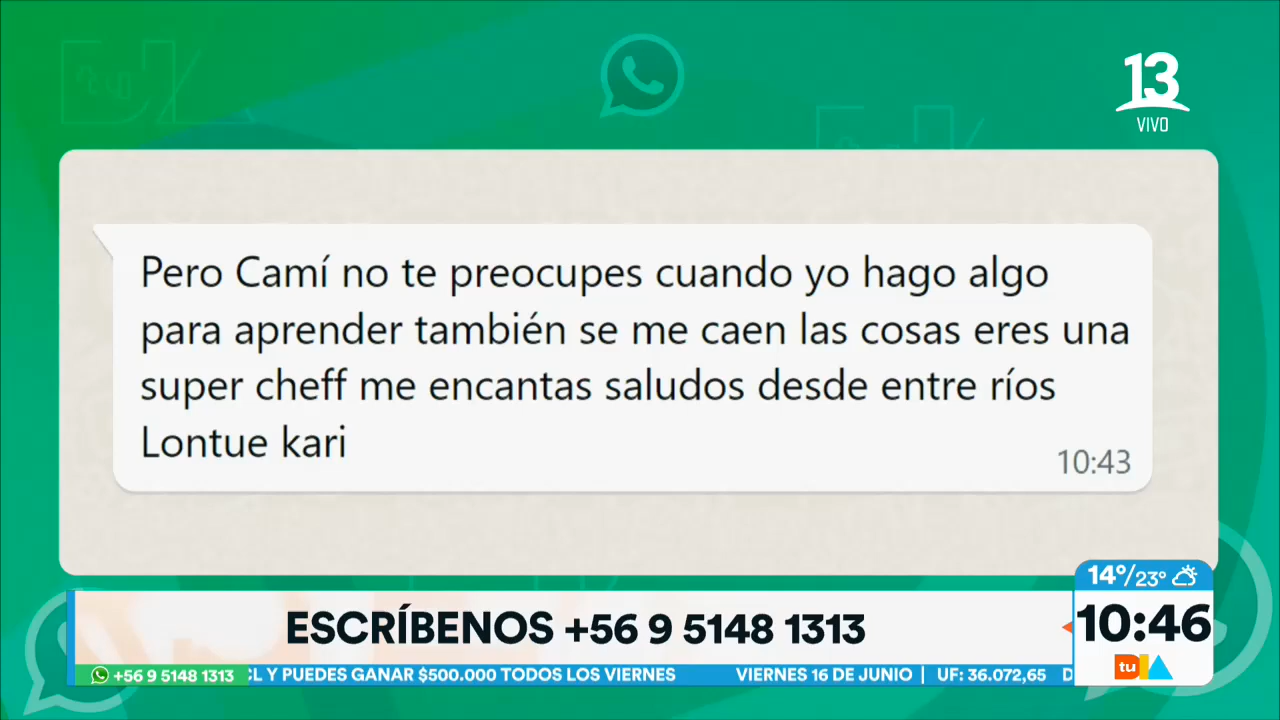 13
VIVO
Pero Camí no te preocupes cuando yo hago algo
para aprender también se me caen las cosas eres una
super cheff me encantas saludos desde entre ríos
Lontue kari
10:43
14°/23°
ESCRÍBENOS +56 9 5148 1313
10:46
+56 9 5148 1313 CL Y PUEDES GANAR $500.000 TODOS LOS VIERNES VIERNES 16 DE JUNIO | UF: 36.072,65 D
tu DIA